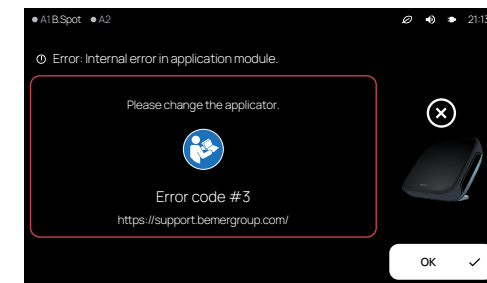 A1 B.Spot A2 21:13
Error: Internal error in application module.
Please change the applicator.
Error code #3
https://support.bemergroup.com/
OK